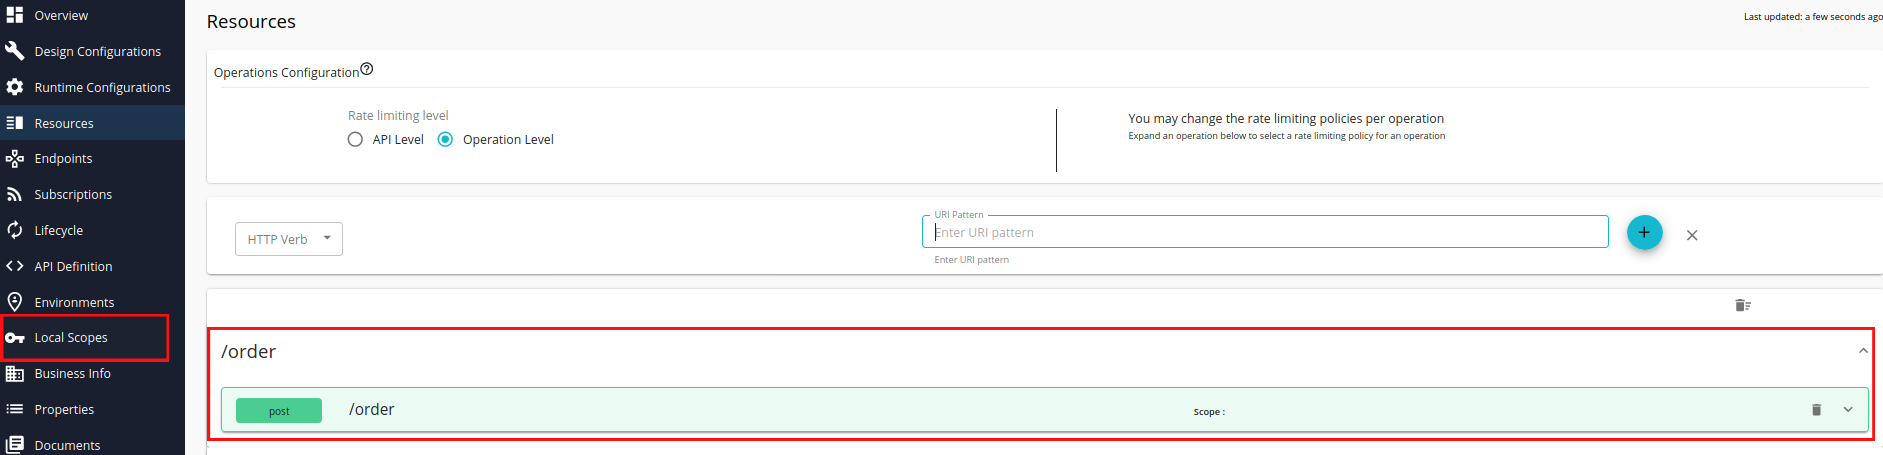 Overview
Design Configurations
Runtime Configurations
Resources
Endpoints
Subscriptions
Lifecycle
API Definition
Environments
Local Scopes
Business Info
Properties
Documents
Resources
Last updated: a few seconds ago
Operations Configuration
Rate limiting level
API Level
Operation Level
You may change the rate limiting policies per operation
Expand an operation below to select a rate limiting policy for an operation
HTTP Verb
URI Pattern
Enter URI pattern
Enter URI pattern
/order
post
/order
Scope :